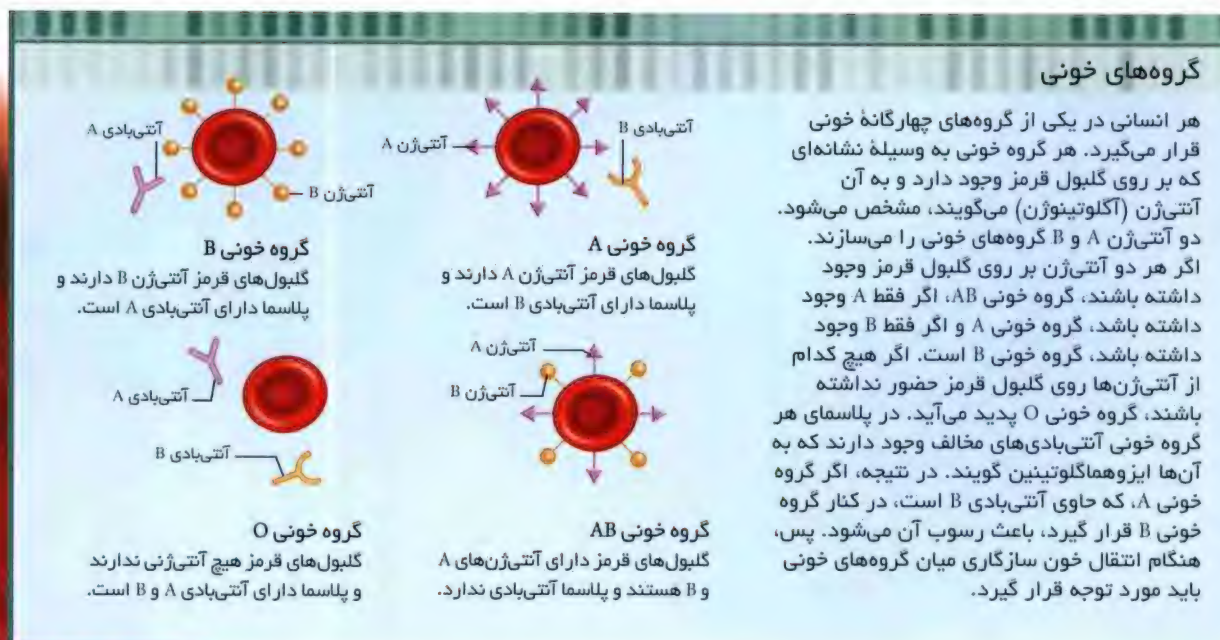 گروه‌های خونی
هر انسانی در یکی از گروه‌های چهارگانهٔ خونی
قرار می‌گیرد. هر گروه خونی به وسیلهٔ نشانه‌ای
که بر روی گلبول قرمز وجود دارد و به آن
آنتی‌ژن (آگلوتینوژن) می‌گویند، مشخص می‌شود.
دو آنتی‌ژن A و B گروه‌های خونی را می‌سازند.
اگر هر دو آنتی‌ژن بر روی گلبول قرمز وجود
داشته باشند، گروه خونی AB، اگر فقط A وجود
داشته باشد، گروه خونی A و اگر فقط B وجود
داشته باشد، گروه خونی B است. اگر هیچ کدام
از آنتی‌ژن‌ها روی گلبول قرمز حضور نداشته
باشند، گروه خونی O پدید می‌آید. در پلاسمای هر
گروه خونی آنتی‌بادی‌های مخالف وجود دارند که به
آن‌ها ایزوهماگلوتینین گویند. در نتیجه، اگر گروه
خونی A، که حاوی آنتی‌بادی B است، در کنار گروه
خونی B قرار گیرد، باعث رسوب آن می‌شود. پس،
هنگام انتقال خون سازگاری میان گروه‌های خونی
باید مورد توجه قرار گیرد.
آنتی‌بادی B
آنتی‌ژن A
گروه خونی A
گلبول‌های قرمز آنتی‌ژن A دارند و
پلاسما دارای آنتی‌بادی B است.
آنتی‌بادی A
آنتی‌ژن B
گروه خونی B
گلبول‌های قرمز آنتی‌ژن B دارند و
پلاسما دارای آنتی‌بادی A است.
آنتی‌ژن A
آنتی‌ژن B
گروه خونی AB
گلبول‌های قرمز دارای آنتی‌ژن‌های A
و B هستند و پلاسما آنتی‌بادی ندارد.
آنتی‌بادی A
آنتی‌بادی B
گروه خونی O
گلبول‌های قرمز هیچ آنتی‌ژنی ندارند
و پلاسما دارای آنتی‌بادی A و B است.